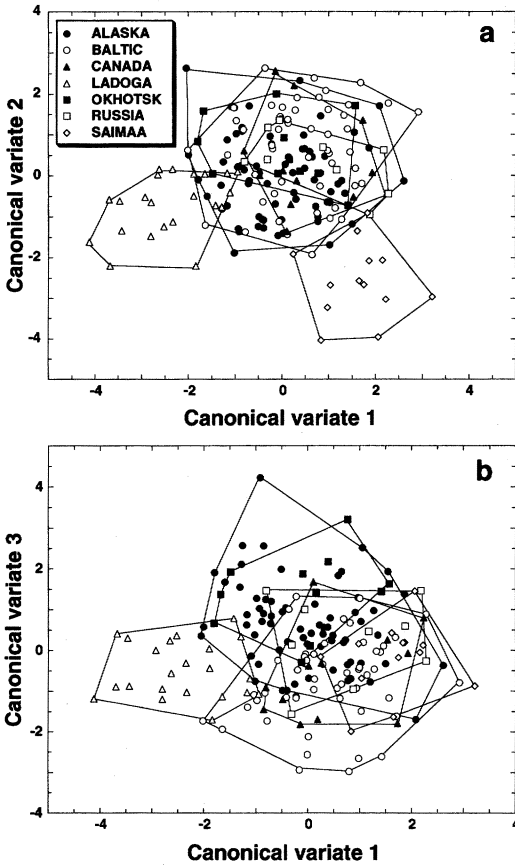 a
ALASKA
BALTIC
CANADA
LADOGA
OKHOTSK
RUSSIA
SAIMAA
Canonical variate 2
4
2
0
-2
-4
-4
-2
0
2
4
Canonical variate 1
b
Canonical variate 3
4
2
0
-2
-4
-4
-2
0
2
4
Canonical variate 1